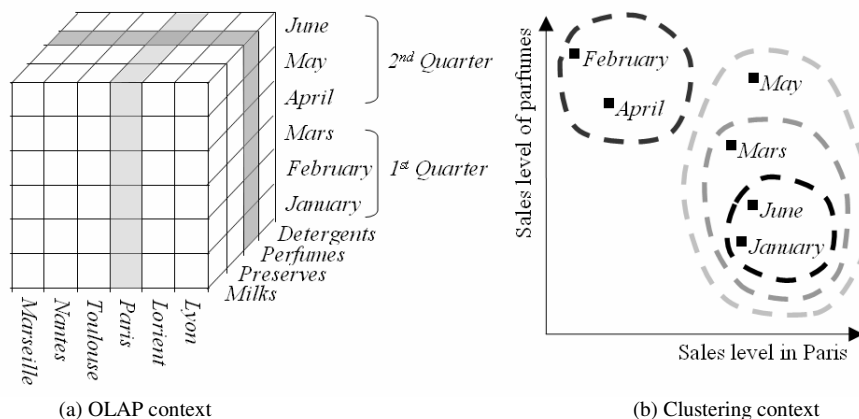 June
May
April
2nd Quarter
Mars
February
January
1st Quarter
Detergents
Perfumes
Preserves
Milks
Marseille
Nantes
Toulouse
Paris
Lorient
Lyon
(a) OLAP context
Sales level of parfumes
February
April
May
Mars
June
January
Sales level in Paris
(b) Clustering context